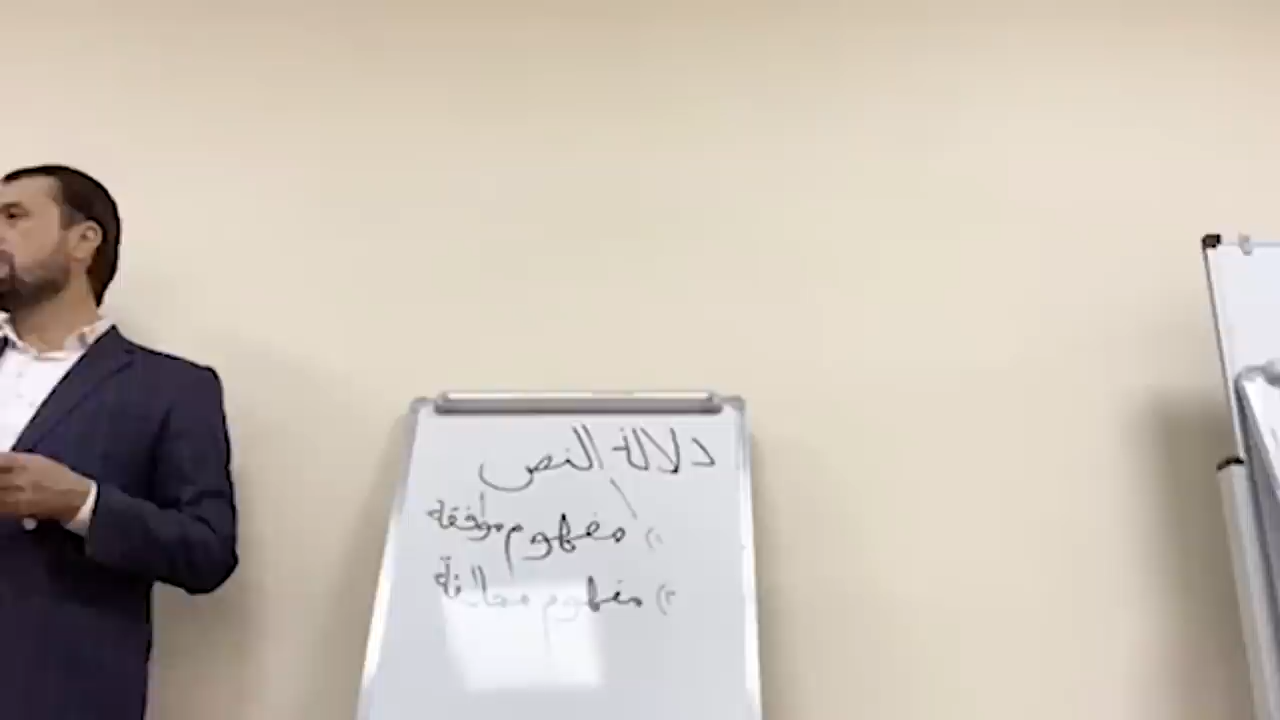 دلالة النص
١) مفهوم موافقة
٢) مفهوم مخالفة